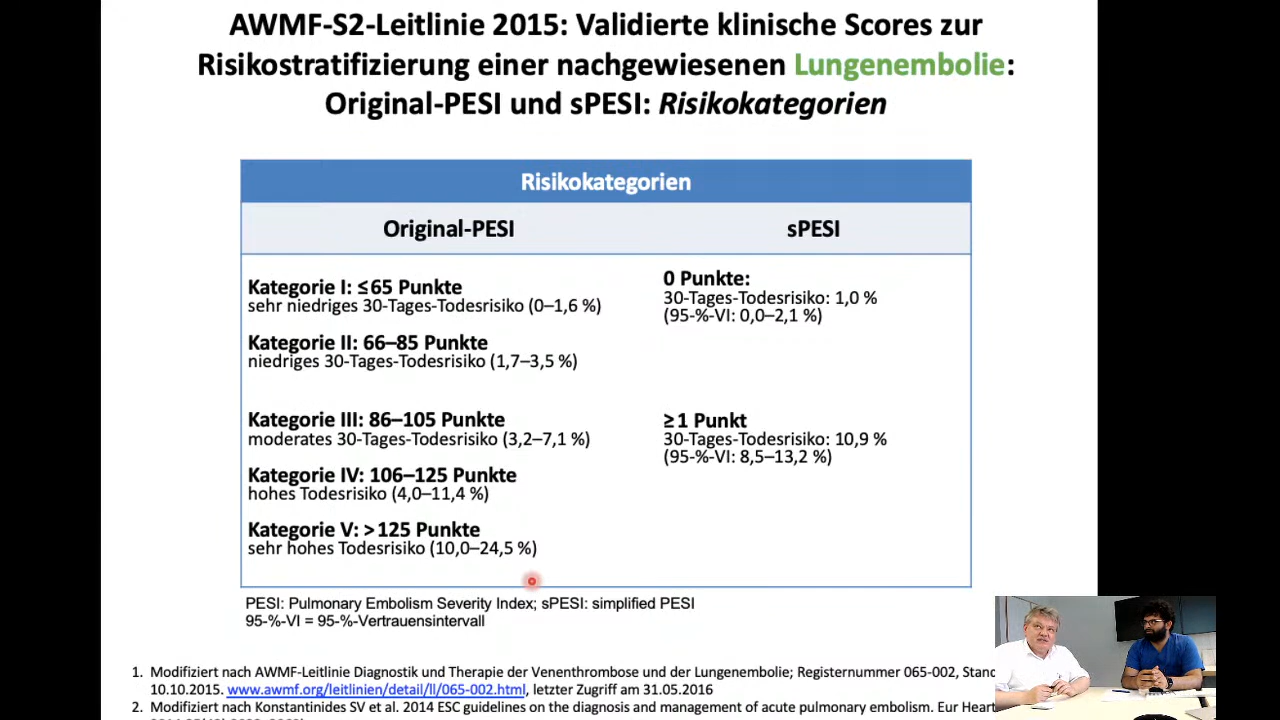 AWMF-S2-Leitlinie 2015: Validierte klinische Scores zur
Risikostratifizierung einer nachgewiesenen Lungenembolie:
Original-PESI und sPESI: Risikokategorien
Risikokategorien
Original-PESI
sPESI
Kategorie I: ≤ 65 Punkte
sehr niedriges 30-Tages-Todesrisiko (0–1,6 %)
Kategorie II: 66–85 Punkte
niedriges 30-Tages-Todesrisiko (1,7–3,5 %)
Kategorie III: 86–105 Punkte
moderates 30-Tages-Todesrisiko (3,2–7,1 %)
Kategorie IV: 106–125 Punkte
hohes Todesrisiko (4,0–11,4 %)
Kategorie V: > 125 Punkte
sehr hohes Todesrisiko (10,0–24,5 %)
0 Punkte:
30-Tages-Todesrisiko: 1,0 %
(95-%-VI: 0,0–2,1 %)
≥ 1 Punkt
30-Tages-Todesrisiko: 10,9 %
(95-%-VI: 8,5–13,2 %)
PESI: Pulmonary Embolism Severity Index; sPESI: simplified PESI
95-%-VI = 95-%-Vertrauensintervall
1. Modifiziert nach AWMF-Leitlinie Diagnostik und Therapie der Venenthrombose und der Lungenembolie; Registernummer 065-002, Stand
10.10.2015. www.awmf.org/leitlinien/detail/ll/065-002.html, letzter Zugriff am 31.05.2016
2. Modifiziert nach Konstantinides SV et al. 2014 ESC guidelines on the diagnosis and management of acute pulmonary embolism. Eur Heart